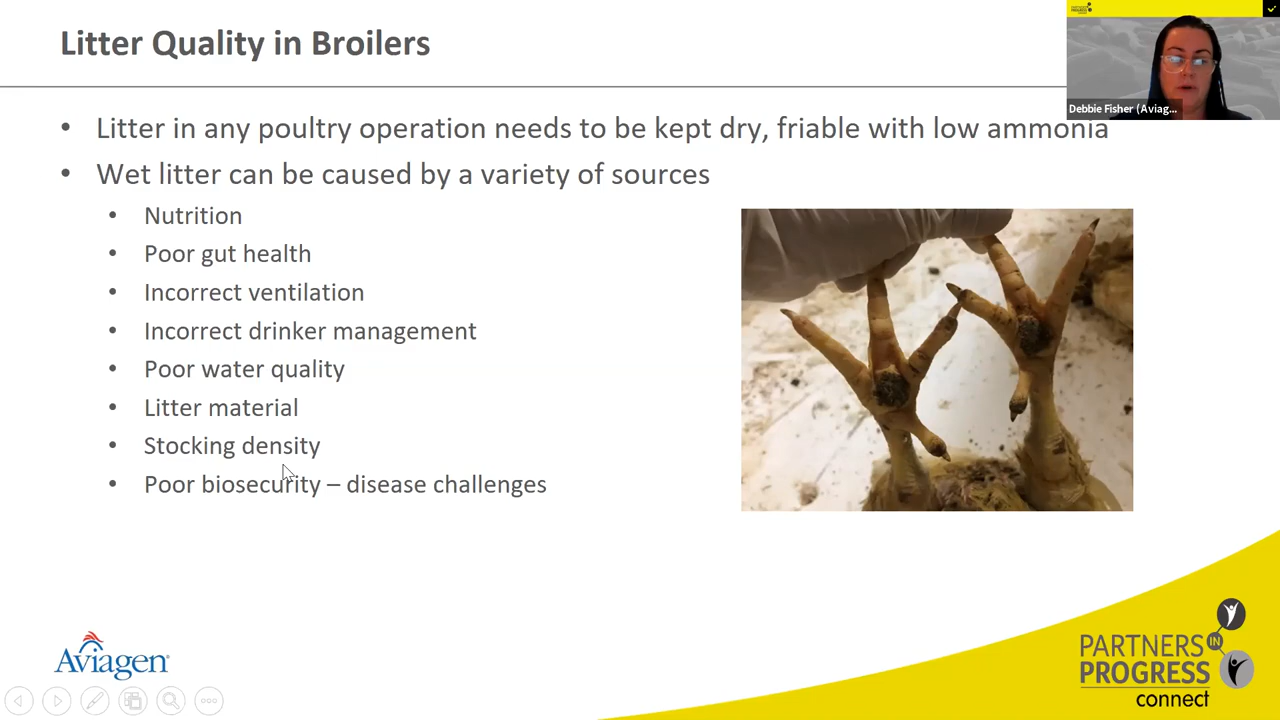 Litter Quality in Broilers
Debbie Fisher (Aviag...
• Litter in any poultry operation needs to be kept dry, friable with low ammonia
• Wet litter can be caused by a variety of sources
• Nutrition
• Poor gut health
• Incorrect ventilation
• Incorrect drinker management
• Poor water quality
• Litter material
• Stocking density
• Poor biosecurity – disease challenges
Aviagen
PARTNERS IN
PROGRESS
connect